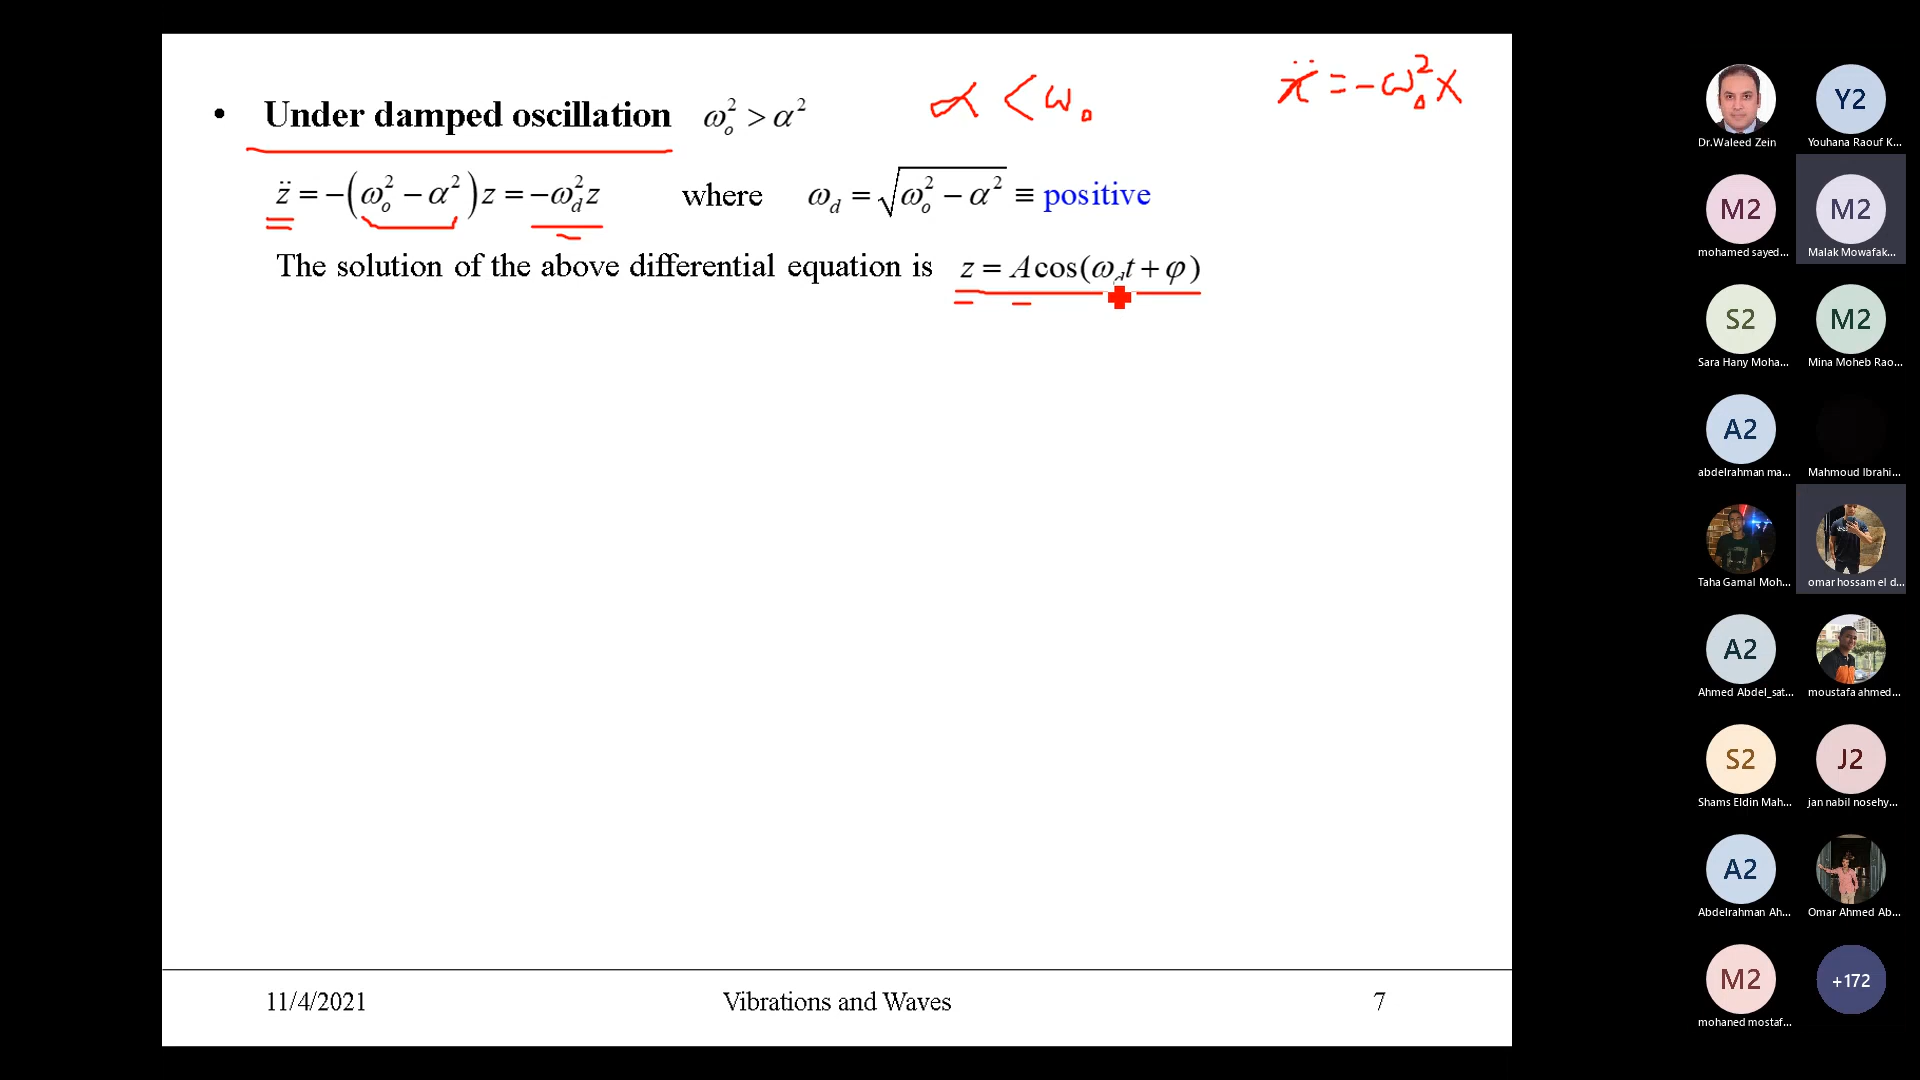 • Under damped oscillation ω_o² > α²
α < ω₀
ẍ = -ω₀² x
z̈ = -(ω_o² - α²)z = -ω_d² z where ω_d = √(ω_o² - α²) ≡ positive
The solution of the above differential equation is z = A cos(ω_d t + φ)
11/4/2021 Vibrations and Waves 7
Dr.Waleed Zein
Y2
Youhana Raouf K...
M2
mohamed sayed...
M2
Malak Mowafak...
S2
Sara Hany Moha...
M2
Mina Moheb Rao...
A2
abdelrahman ma...
Mahmoud Ibrahi...
Taha Gamal Moh...
omar hossam el d...
A2
Ahmed Abdel_sat...
moustafa ahmed...
S2
Shams Eldin Mah...
J2
jan nabil nosehy...
A2
Abdelrahman Ah...
Omar Ahmed Ab...
M2
mohaned mostaf...
+172